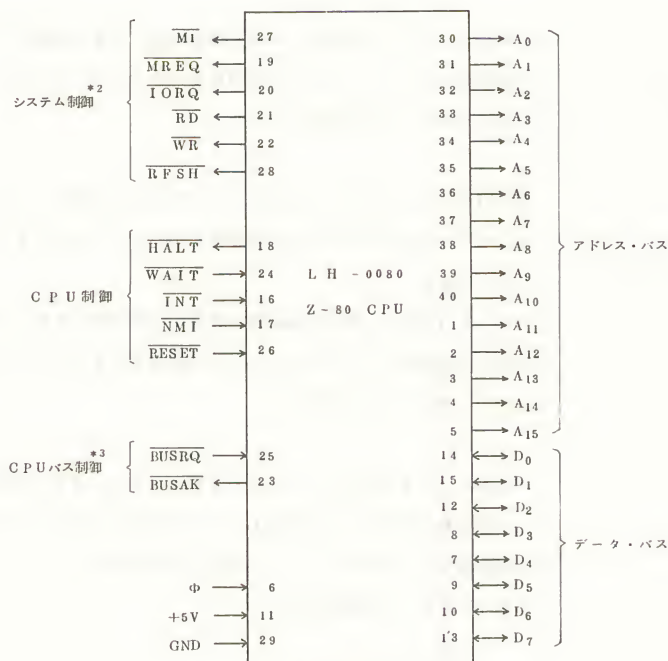 M1 27 30 A0
MREQ 19 31 A1
IORQ 20 32 A2
システム制御*2
RD 21 33 A3
WR 22 34 A4
RFSH 28 35 A5
36 A6
37 A7
HALT 18 38 A8
アドレス・バス
WAIT 24 LH-0080 39 A9
CPU制御
INT 16 40 A10
NMI 17 Z-80 CPU 1 A11
RESET 26 2 A12
3 A13
4 A14
5 A15
BUSRQ 25 14 D0
CPUバス制御*3
BUSAK 23 15 D1
12 D2
8 D3
データ・バス
7 D4
Φ 6 9 D5
+5V 11 10 D6
GND 29 13 D7